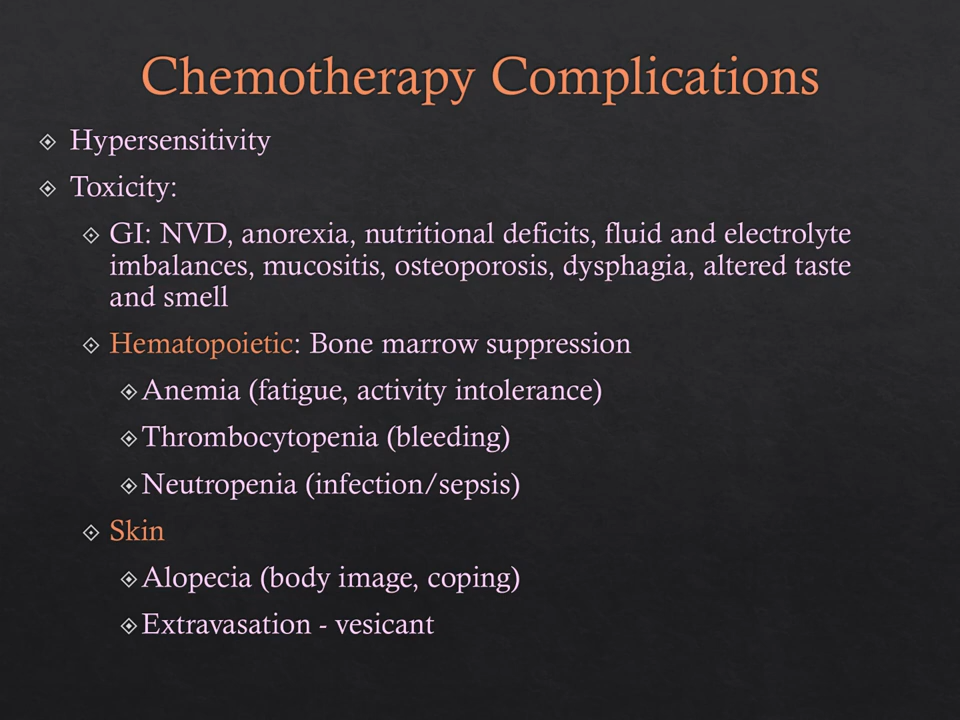 Chemotherapy Complications
Hypersensitivity
Toxicity:
GI: NVD, anorexia, nutritional deficits, fluid and electrolyte
imbalances, mucositis, osteoporosis, dysphagia, altered taste
and smell
Hematopoietic: Bone marrow suppression
Anemia (fatigue, activity intolerance)
Thrombocytopenia (bleeding)
Neutropenia (infection/sepsis)
Skin
Alopecia (body image, coping)
Extravasation - vesicant